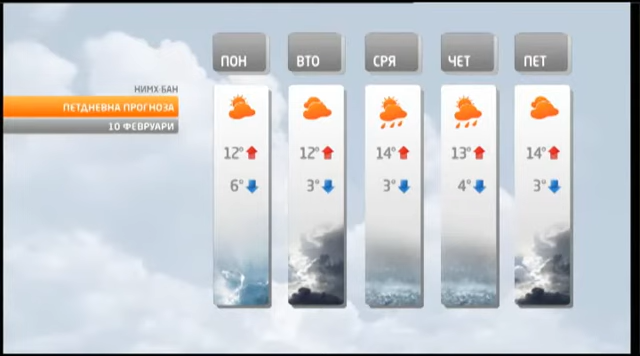 ПОН ВТО СРЯ ЧЕТ ПЕТ
НИМХ-БАН
ПЕТДНЕВНА ПРОГНОЗА
10 ФЕВРУАРИ
12° 12° 14° 13° 14°
6° 3° 3° 4° 3°